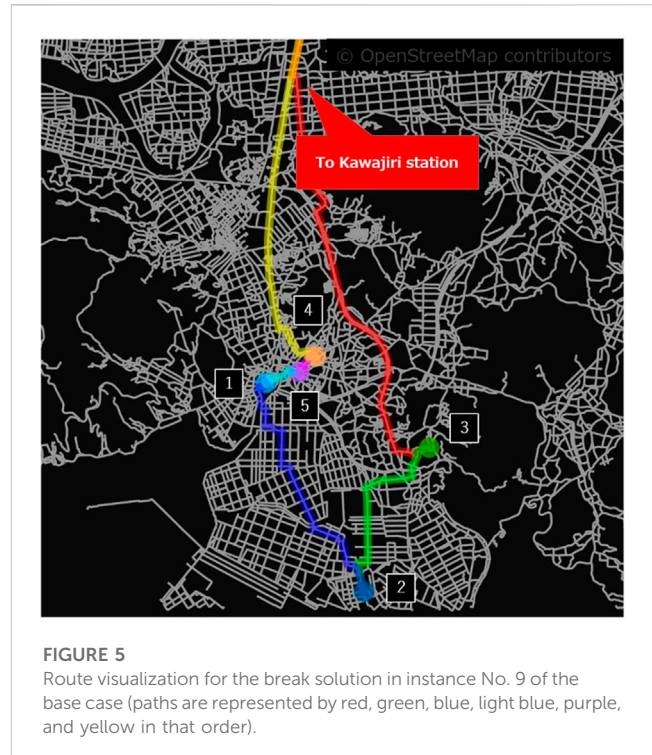 © OpenStreetMap contributors
To Kawajiri station
4
1
5
3
2
FIGURE 5
Route visualization for the break solution in instance No. 9 of the
base case (paths are represented by red, green, blue, light blue, purple,
and yellow in that order).